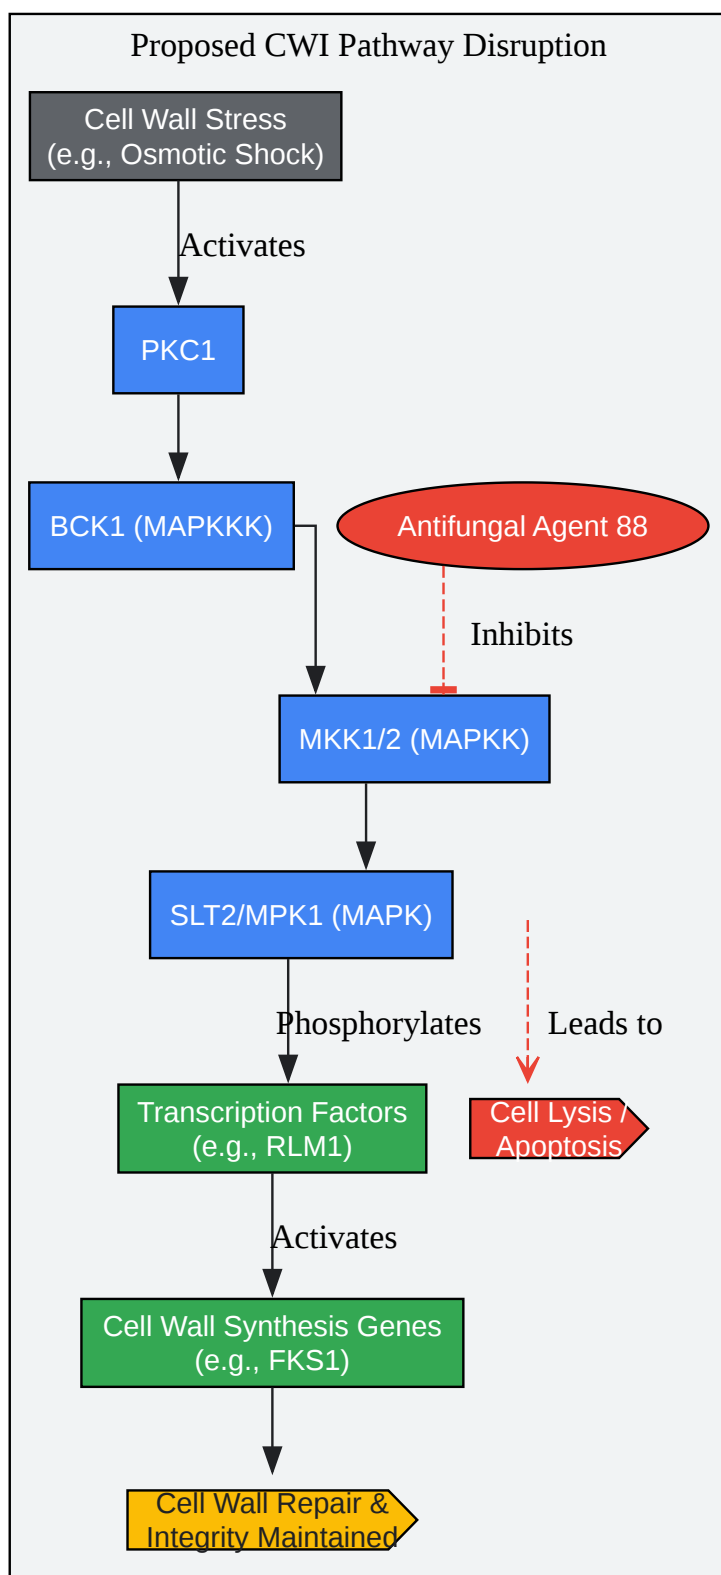 Proposed CWI Pathway Disruption
Cell Wall Stress
(e.g., Osmotic Shock)
Activates
PKC1
BCK1 (MAPKKK)
Antifungal Agent 88
Inhibits
MKK1/2 (MAPKK)
SLT2/MPK1 (MAPK)
Phosphorylates
Leads to
Transcription Factors
(e.g., RLM1)
Cell Lysis /
Apoptosis
Activates
Cell Wall Synthesis Genes
(e.g., FKS1)
Cell Wall Repair &
Integrity Maintained